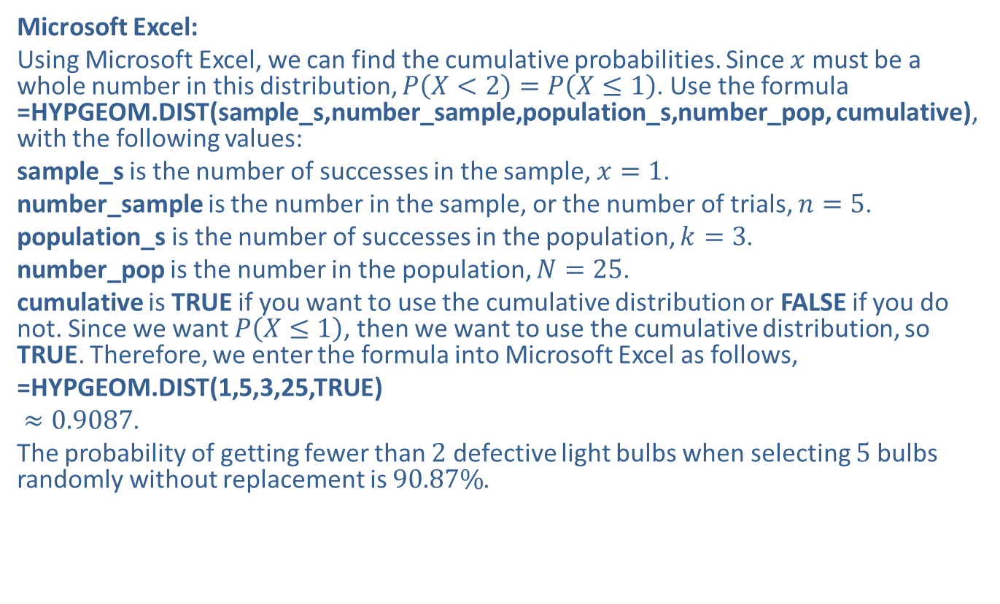 Microsoft Excel:
Using Microsoft Excel, we can find the cumulative probabilities. Since x must be a
whole number in this distribution, P(X < 2) = P(X ≤ 1). Use the formula
=HYPGEOM.DIST(sample_s,number_sample,population_s,number_pop, cumulative),
with the following values:
sample_s is the number of successes in the sample, x = 1.
number_sample is the number in the sample, or the number of trials, n = 5.
population_s is the number of successes in the population, k = 3.
number_pop is the number in the population, N = 25.
cumulative is TRUE if you want to use the cumulative distribution or FALSE if you do
not. Since we want P(X ≤ 1), then we want to use the cumulative distribution, so
TRUE. Therefore, we enter the formula into Microsoft Excel as follows,
=HYPGEOM.DIST(1,5,3,25,TRUE)
≈ 0.9087.
The probability of getting fewer than 2 defective light bulbs when selecting 5 bulbs
randomly without replacement is 90.87%.